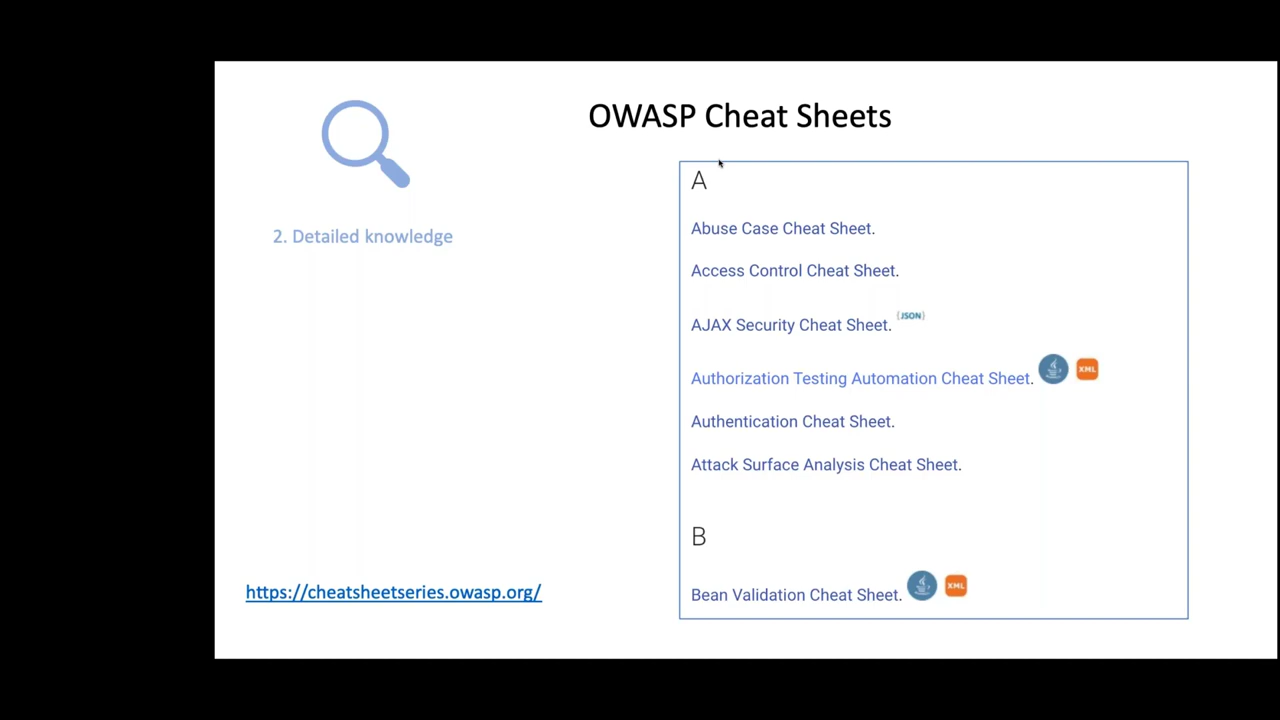 OWASP Cheat Sheets
2. Detailed knowledge
https://cheatsheetseries.owasp.org/
A
Abuse Case Cheat Sheet.
Access Control Cheat Sheet.
AJAX Security Cheat Sheet. {JSON}
Authorization Testing Automation Cheat Sheet. XML
Authentication Cheat Sheet.
Attack Surface Analysis Cheat Sheet.
B
Bean Validation Cheat Sheet. XML